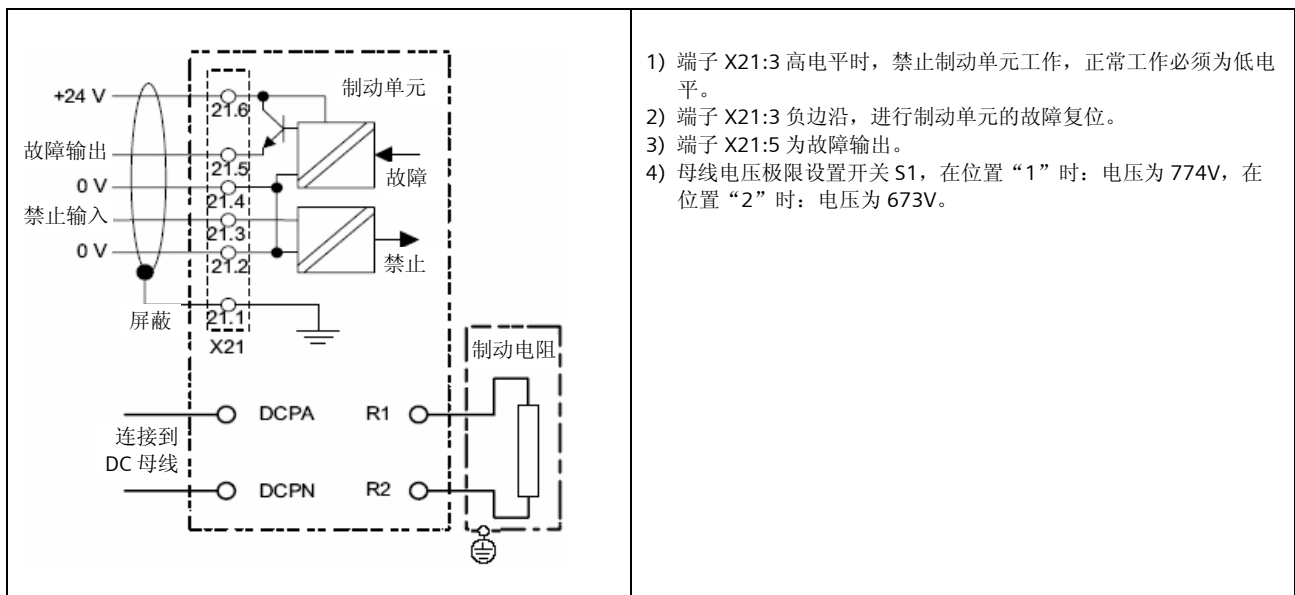 制动单元
+24 V
21.6
故障输出
21.5
故障
0 V
21.4
禁止输入
21.3
0 V
21.2
禁止
屏蔽
21.1
X21
制动电阻
DCPA
R1
连接到
DC 母线
DCPN
R2
1) 端子 X21:3 高电平时，禁止制动单元工作，正常工作必须为低电
平。
2) 端子 X21:3 负边沿，进行制动单元的故障复位。
3) 端子 X21:5 为故障输出。
4) 母线电压极限设置开关 S1，在位置“1”时：电压为 774V，在
位置“2”时：电压为 673V。